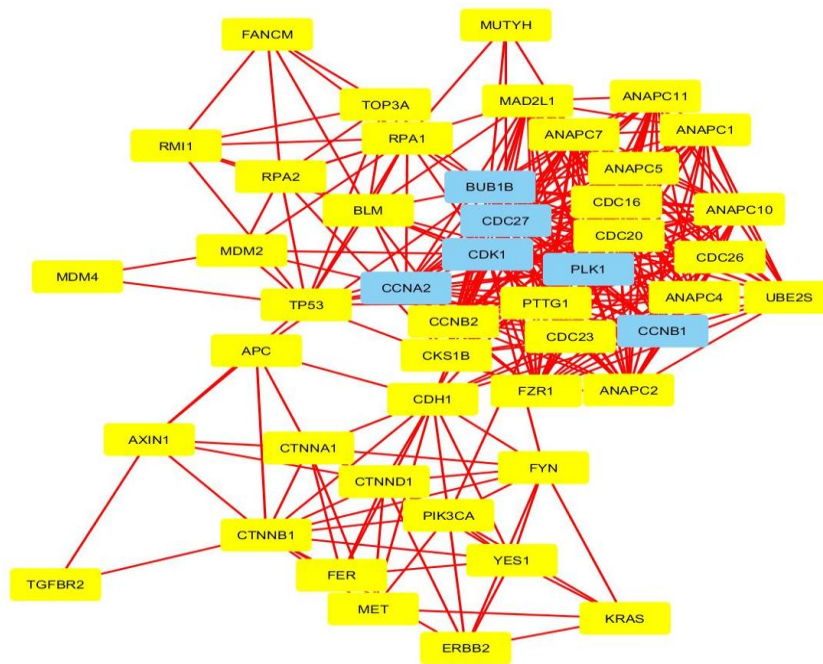 FANCM
MUTYH
TOP3A
MAD2L1
ANAPC11
RMI1
RPA1
ANAPC7
ANAPC1
RPA2
BLM
BUB1B
ANAPC5
CDC27
CDC16
ANAPC10
MDM2
CDK1
CDC20
CDC26
MDM4
CCNA2
PLK1
TP53
PTTG1
ANAPC4
UBE2S
CCNB2
CDC23
CCNB1
APC
CKS1B
CDH1
FZR1
ANAPC2
AXIN1
CTNNA1
CTNND1
FYN
CTNNB1
PIK3CA
TGFBR2
FER
YES1
MET
KRAS
ERBB2